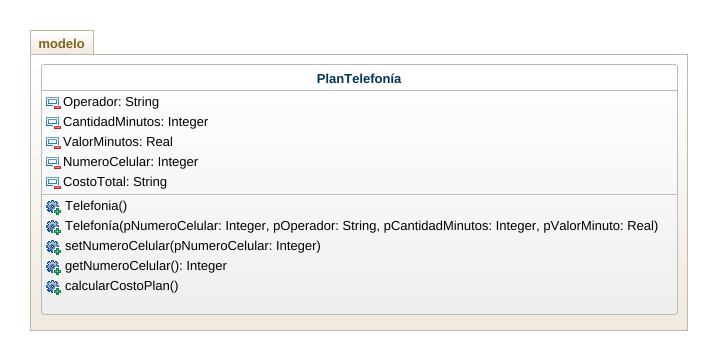 modelo
PlanTelefonía
Operador: String
CantidadMinutos: Integer
ValorMinutos: Real
NumeroCelular: Integer
CostoTotal: String
Telefonia()
Telefonía(pNumeroCelular: Integer, pOperador: String, pCantidadMinutos: Integer, pValorMinuto: Real)
setNumeroCelular(pNumeroCelular: Integer)
getNumeroCelular(): Integer
calcularCostoPlan()